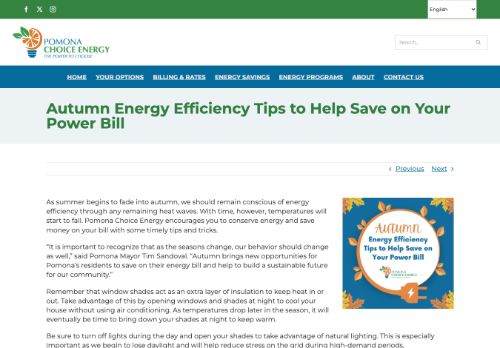 English
POMONA
CHOICE ENERGY
THE POWER TO CHOOSE
Search...
HOME YOUR OPTIONS BILLING & RATES ENERGY SAVINGS ENERGY PROGRAMS ABOUT CONTACT US
Autumn Energy Efficiency Tips to Help Save on Your
Power Bill
Previous Next
As summer begins to fade into autumn, we should remain conscious of energy
efficiency through any remaining heat waves. With time, however, temperatures will
start to fall. Pomona Choice Energy encourages you to conserve energy and save
money on your bill with some timely tips and tricks.
“It is important to recognize that as the seasons change, our behavior should change
as well,” said Pomona Mayor Tim Sandoval. “Autumn brings new opportunities for
Pomona’s residents to save on their energy bill and help to build a sustainable future
for our community.”
Remember that window shades act as an extra layer of insulation to keep heat in or
out. Take advantage of this by opening windows and shades at night to cool your
house without using air conditioning. As temperatures drop later in the season, it will
eventually be time to bring down your shades at night to keep warm.
Be sure to turn off lights during the day and open your shades to take advantage of natural lighting. This is especially
important as we begin to lose daylight and will help reduce stress on the grid during high-demand periods.
Autumn
Energy Efficiency
Tips to Help Save on
Your Power Bill
POMONA
CHOICE ENERGY